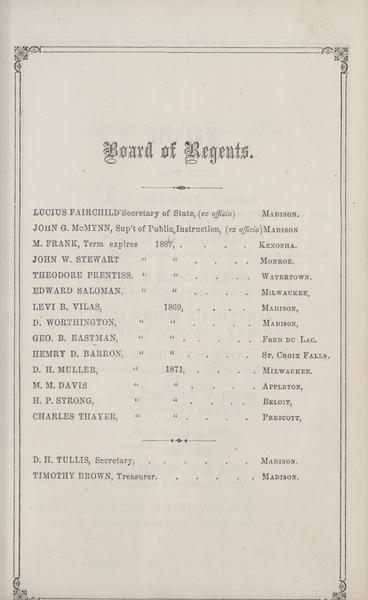 Board of Regents.
LUCIUS FAIRCHILD Secretary of State, (ex officio) MADISON.
JOHN G. McMYNN, Sup't of Public, Instruction, (ex officio) MADISON
M. FRANK, Term expires 1867, . . . . KENOSHA.
JOHN W. STEWART " " . . . . MONROE.
THEODORE PRENTISS. " " . . . . WATERTOWN.
EDWARD SALOMAN, " " . . . . MILWAUKEE,
LEVI B. VILAS, 1869, . . . . MADISON,
D. WORTHINGTON, " " . . . . MADISON,
GEO. B. EASTMAN, " " . . . . . FOND DU LAC.
HEMRY D. BARRON, " " . . . . ST. CROIX FALLS.
D. H. MULLER, " 1871, . . . . MILWAUKEE.
M. M. DAVIS " " . . . . APPLETON,
H. P. STRONG, " " . . . . BELOIT,
CHARLES THAYER, " " . . . . PRESCOTT,
D. H. TULLIS, Secretary, . . . . . MADISON.
TIMOTHY BROWN, Treasurer. . . . . . MADISON.